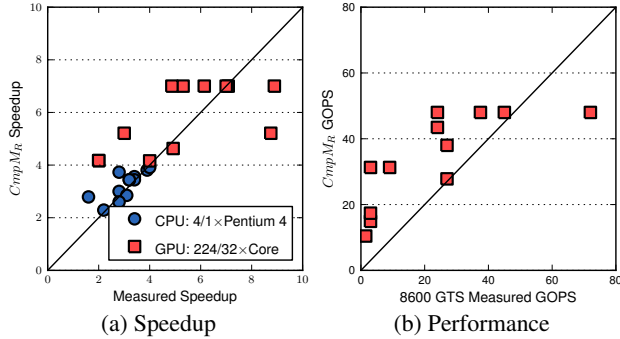 10
8
6
4
2
0
0 2 4 6 8 10
CmpM_R Speedup
CPU: 4/1×Pentium 4
GPU: 224/32×Core
Measured Speedup
(a) Speedup
80
60
40
20
0
0 20 40 60 80
CmpM_R GOPS
8600 GTS Measured GOPS
(b) Performance